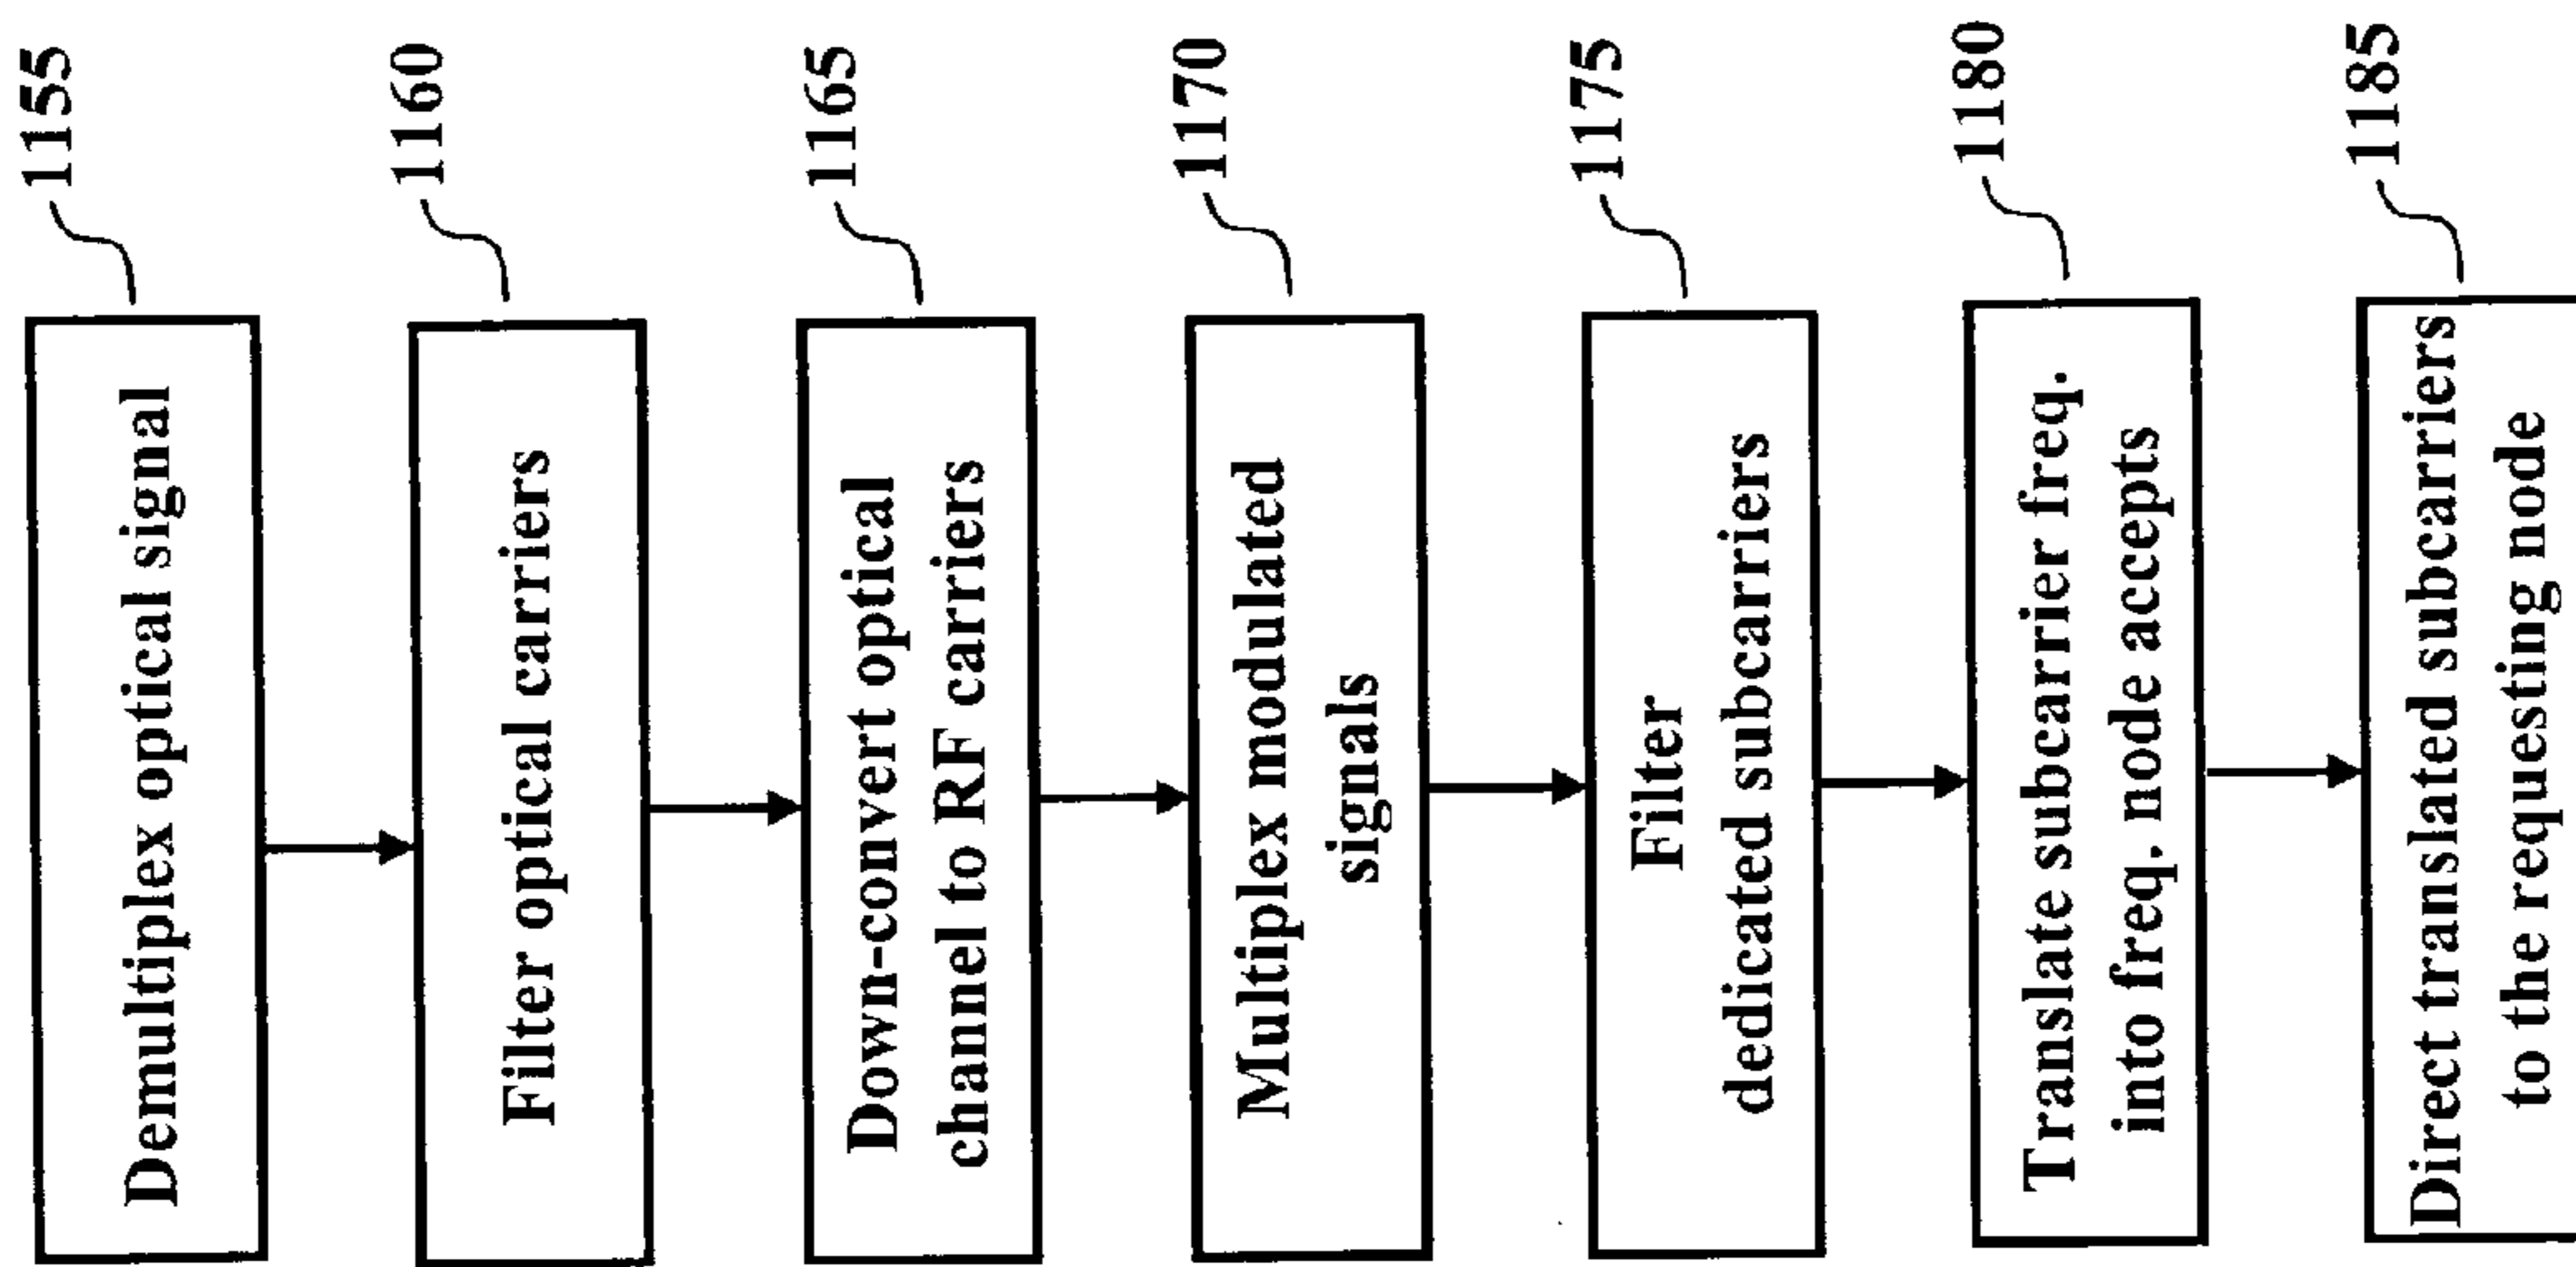 Demultiplex optical signal
1155
Filter optical carriers
1160
Down-convert optical
channel to RF carriers
1165
Multiplex modulated
signals
1170
Filter
dedicated subcarriers
1175
Translate subcarrier freq.
into freq. node accepts
1180
Direct translated subcarriers
to the requesting node
1185